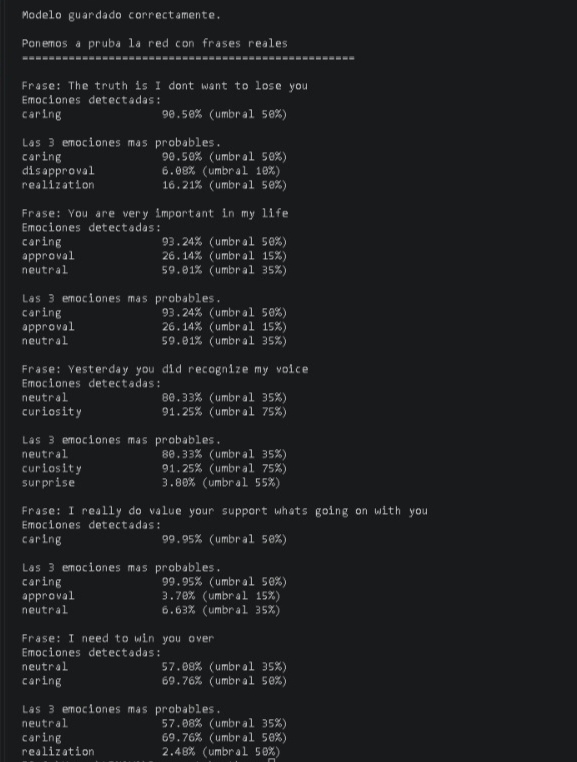 Modelo guardado correctamente.
Ponemos a pruba la red con frases reales
==================================================
Frase: The truth is I dont want to lose you
Emociones detectadas:
caring 90.50% (umbral 50%)
Las 3 emociones mas probables.
caring 90.50% (umbral 50%)
disapproval 6.08% (umbral 10%)
realization 16.21% (umbral 50%)
Frase: You are very important in my life
Emociones detectadas:
caring 93.24% (umbral 50%)
approval 26.14% (umbral 15%)
neutral 59.01% (umbral 35%)
Las 3 emociones mas probables.
caring 93.24% (umbral 50%)
approval 26.14% (umbral 15%)
neutral 59.01% (umbral 35%)
Frase: Yesterday you did recognize my voice
Emociones detectadas:
neutral 80.33% (umbral 35%)
curiosity 91.25% (umbral 75%)
Las 3 emociones mas probables.
neutral 80.33% (umbral 35%)
curiosity 91.25% (umbral 75%)
surprise 3.80% (umbral 55%)
Frase: I really do value your support whats going on with you
Emociones detectadas:
caring 99.95% (umbral 50%)
Las 3 emociones mas probables.
caring 99.95% (umbral 50%)
approval 3.70% (umbral 15%)
neutral 6.63% (umbral 35%)
Frase: I need to win you over
Emociones detectadas:
neutral 57.08% (umbral 35%)
caring 69.76% (umbral 50%)
Las 3 emociones mas probables.
neutral 57.08% (umbral 35%)
caring 69.76% (umbral 50%)
realization 2.48% (umbral 50%)